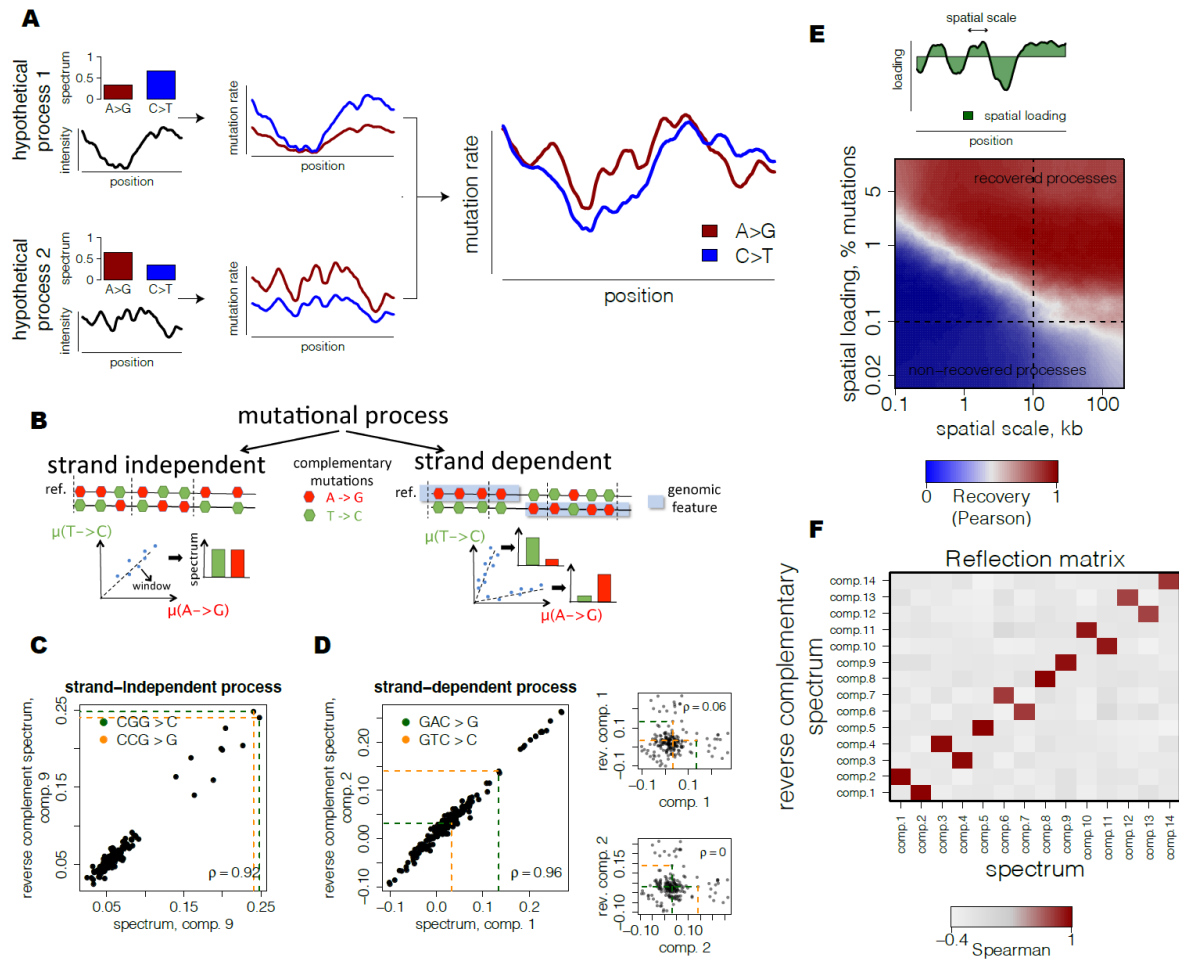 A
hypothetical process 1
spectrum
1
0.5
0
A>G
C>T
intensity
position
mutation rate
position
hypothetical process 2
spectrum
1
0.5
0
A>G
C>T
intensity
position
mutation rate
position
mutation rate
A>G
C>T
position
B
mutational process
strand independent
ref.
complementary
mutations
A -> G
T -> C
μ(T->C)
window
spectrum
μ(A->G)
strand dependent
ref.
genomic
feature
μ(T->C)
μ(A->G)
C
strand-independent process
CGG > C
CCG > G
reverse complement spectrum,
comp. 9
0.05 0.15 0.25
ρ = 0.92
0.05 0.15 0.25
spectrum, comp. 9
D
strand-dependent process
GAC > G
GTC > C
reverse complement spectrum,
comp. 2
-0.10 0.00 0.10 0.20
ρ = 0.96
-0.1 0.0 0.1 0.2
spectrum, comp. 1
rev. comp. 1
-0.1 0.1
ρ = 0.06
-0.1 0.1
comp. 1
rev. comp. 2
-0.10 0.15
ρ = 0
-0.10 0.10
comp. 2
E
spatial scale
loading
spatial loading
position
spatial loading, % mutations
5
1
0.1
0.02
recovered processes
non-recovered processes
0.1 1 10 100
spatial scale, kb
0 1
Recovery
(Pearson)
F
Reflection matrix
reverse complementary
spectrum
comp.14
comp.13
comp.12
comp.11
comp.10
comp.9
comp.8
comp.7
comp.6
comp.5
comp.4
comp.3
comp.2
comp.1
comp.1
comp.2
comp.3
comp.4
comp.5
comp.6
comp.7
comp.8
comp.9
comp.10
comp.11
comp.12
comp.13
comp.14
spectrum
-0.4 1
Spearman